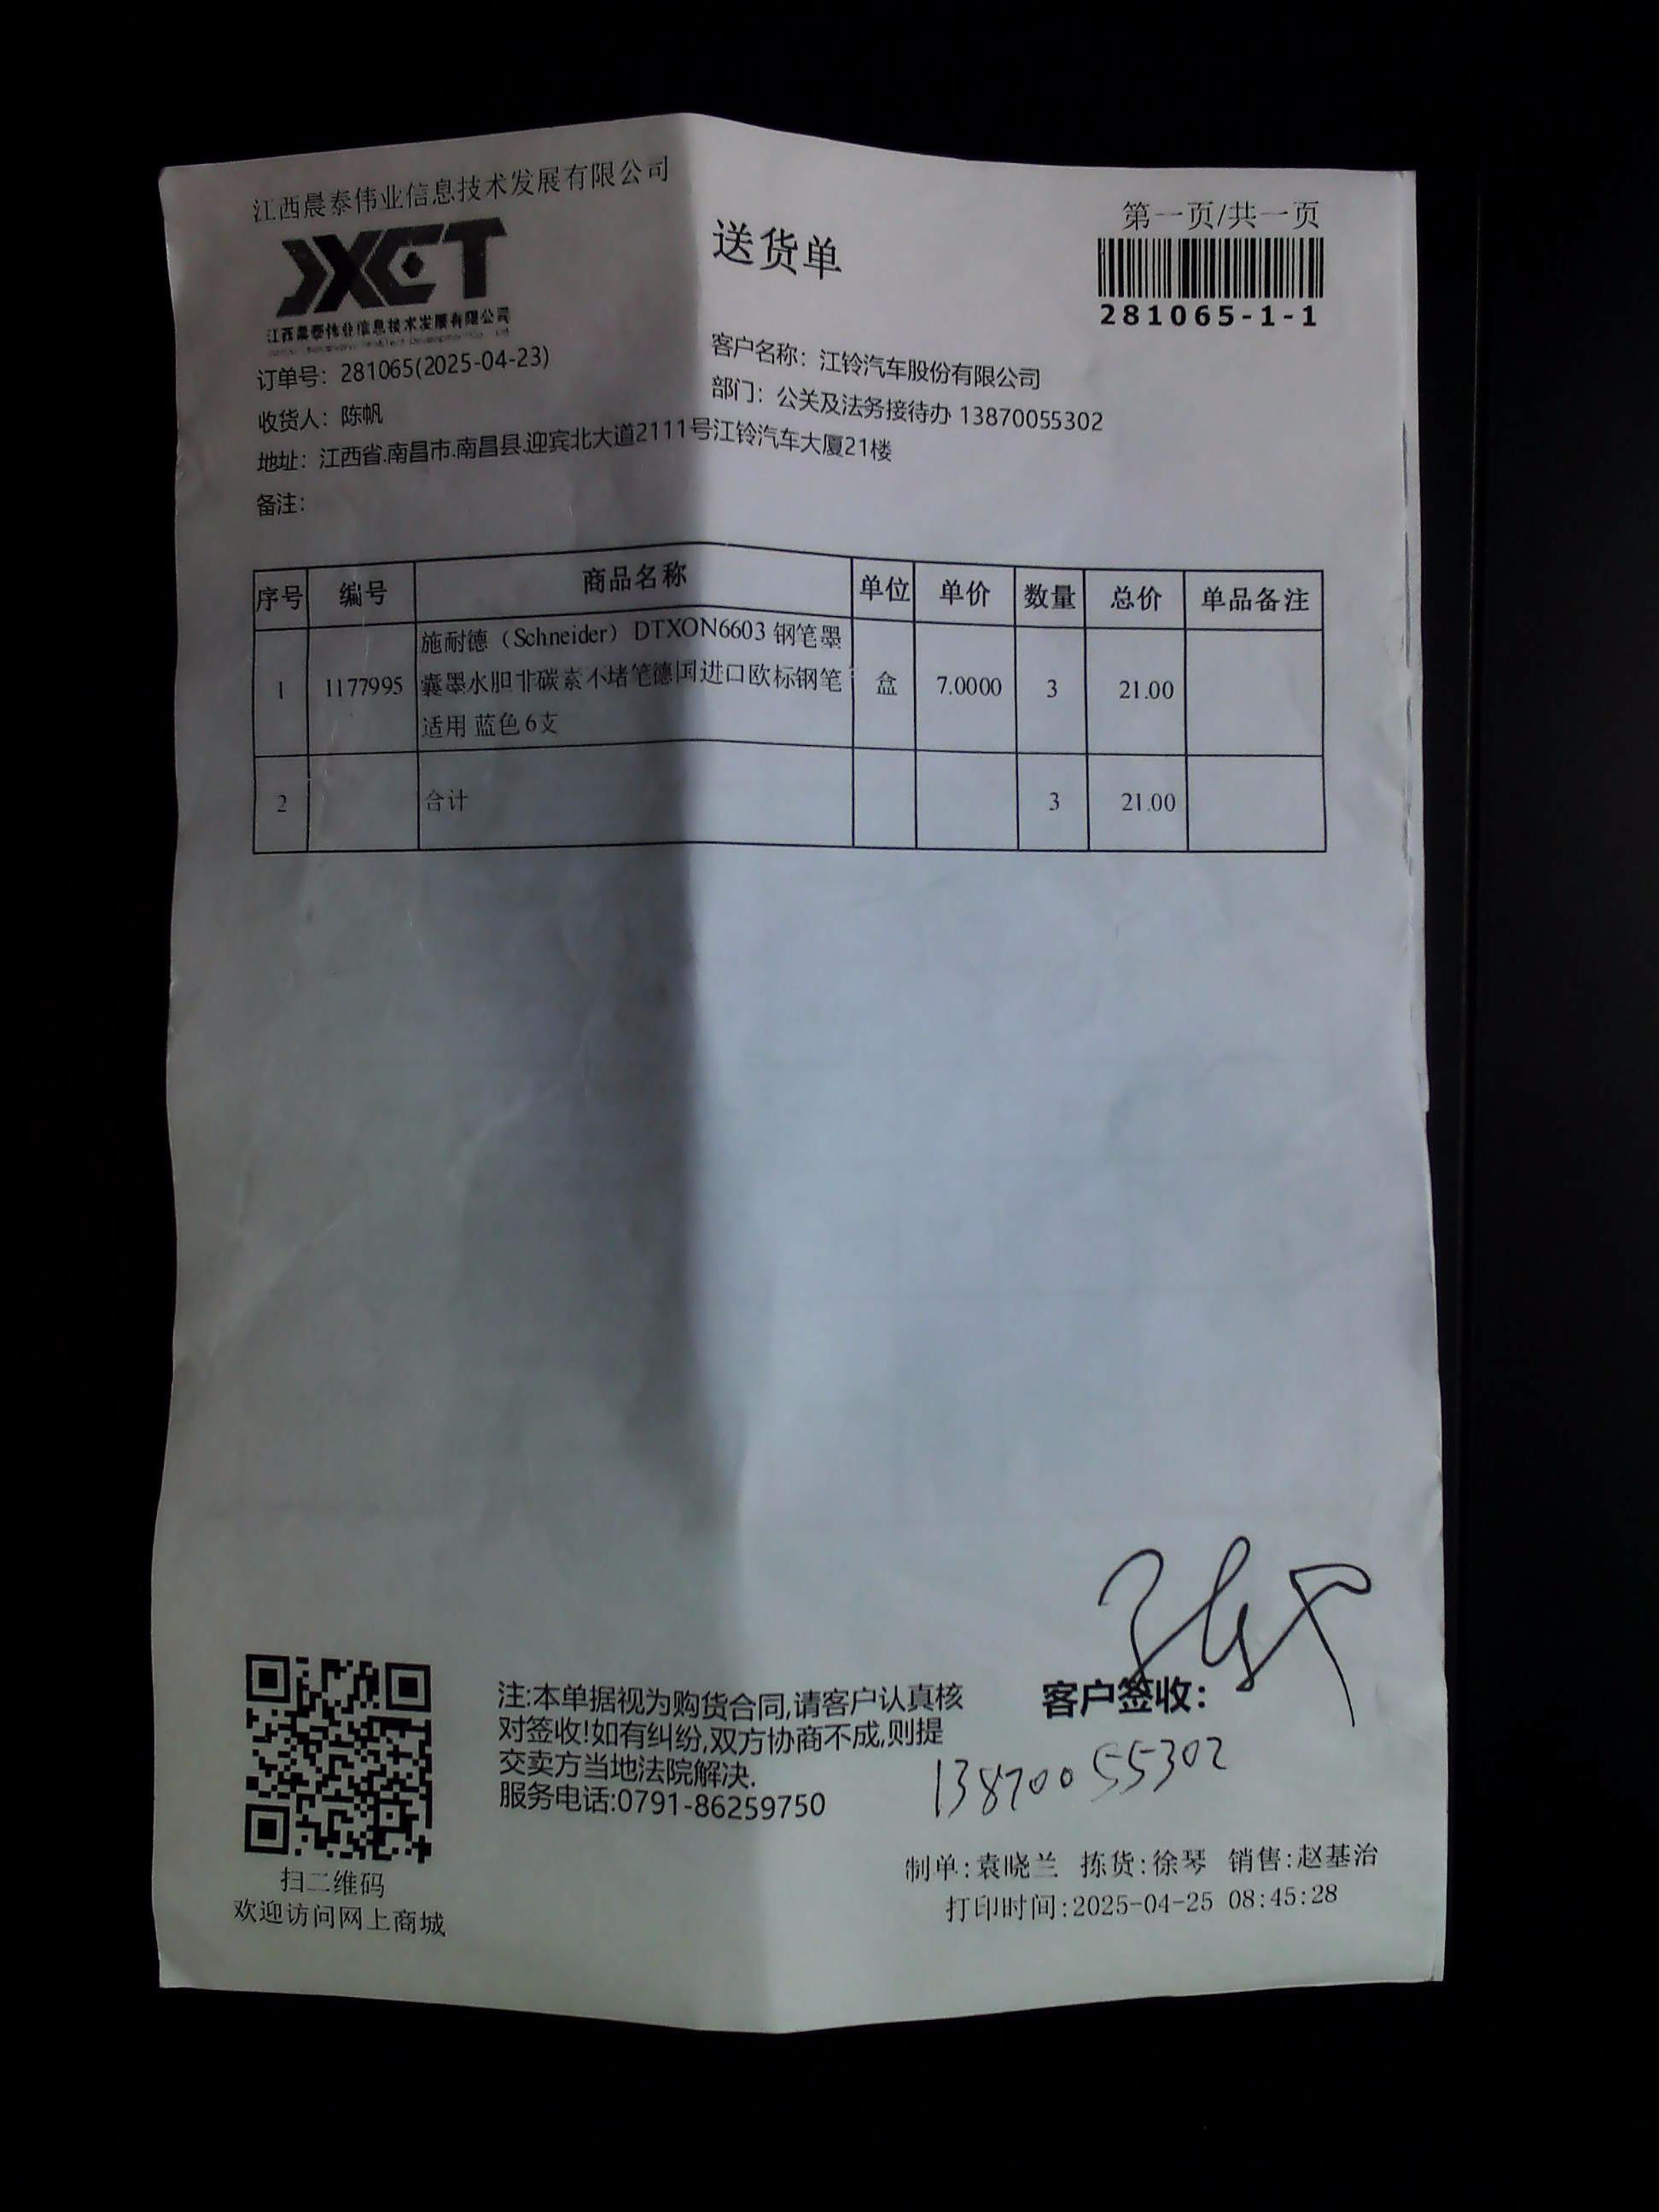 江西晨泰伟业信息技术发展有限公司
第一页/共一页
JXCT
送货单
江西晨泰伟业信息技术发展有限公司
281065-1-1
订单号：281065(2025-04-23)
客户名称：江铃汽车股份有限公司
收货人：陈帆
部门：公关及法务接待办 13870055302
地址：江西省.南昌市.南昌县.迎宾北大道2111号江铃汽车大厦21楼
备注：
序号 编号 商品名称 单位 单价 数量 总价 单品备注
施耐德（Schneider）DTXON6603 钢笔墨
1 1177995 囊墨水胆非碳素不堵笔德国进口欧标钢笔 盒 7.0000 3 21.00
适用 蓝色 6支
2 合计 3 21.00
注:本单据视为购货合同,请客户认真核
对签收!如有纠纷,双方协商不成,则提
交卖方当地法院解决.
服务电话:0791-86259750
客户签收：
13870055302
扫二维码
欢迎访问网上商城
制单:袁晓兰 拣货:徐琴 销售:赵基治
打印时间:2025-04-25 08:45:28